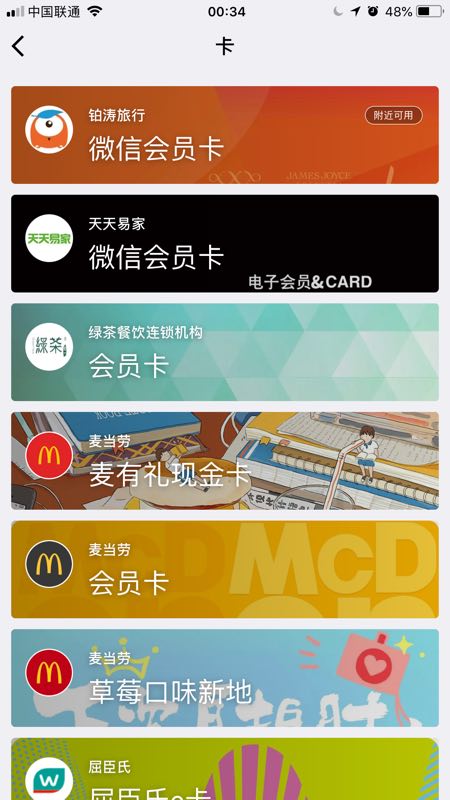 中国联通
00:34
48%
卡
铂涛旅行
附近可用
微信会员卡
JAMES JOYCE
天天易家
天天易家
微信会员卡
电子会员&CARD
绿茶餐饮连锁机构
綠茶
会员卡
麦当劳
麦有礼现金卡
麦当劳
McD
McD
会员卡
麦当劳
草莓口味新地
屈臣氏
W
屈臣氏e卡